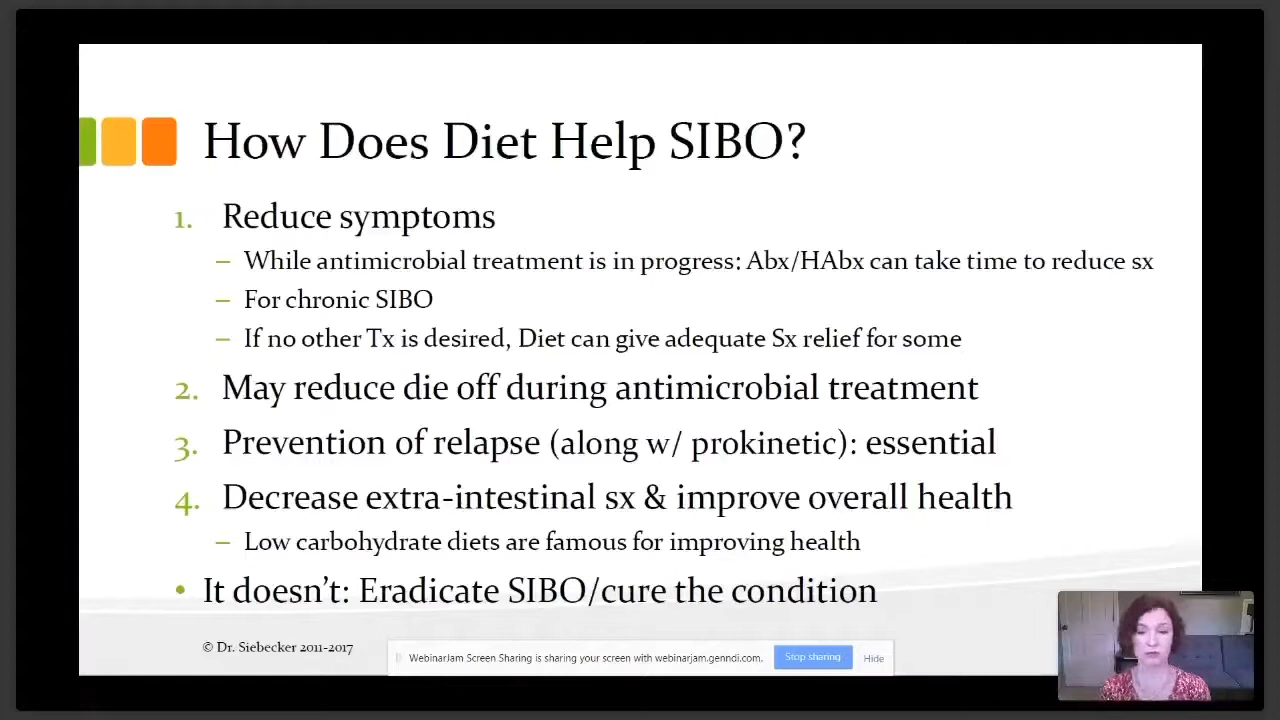 How Does Diet Help SIBO?
1. Reduce symptoms
– While antimicrobial treatment is in progress: Abx/HAbx can take time to reduce sx
– For chronic SIBO
– If no other Tx is desired, Diet can give adequate Sx relief for some
2. May reduce die off during antimicrobial treatment
3. Prevention of relapse (along w/ prokinetic): essential
4. Decrease extra-intestinal sx & improve overall health
– Low carbohydrate diets are famous for improving health
• It doesn't: Eradicate SIBO/cure the condition
© Dr. Siebecker 2011-2017
WebinarJam Screen Sharing is sharing your screen with webinarjam.genndi.com. Stop sharing Hide